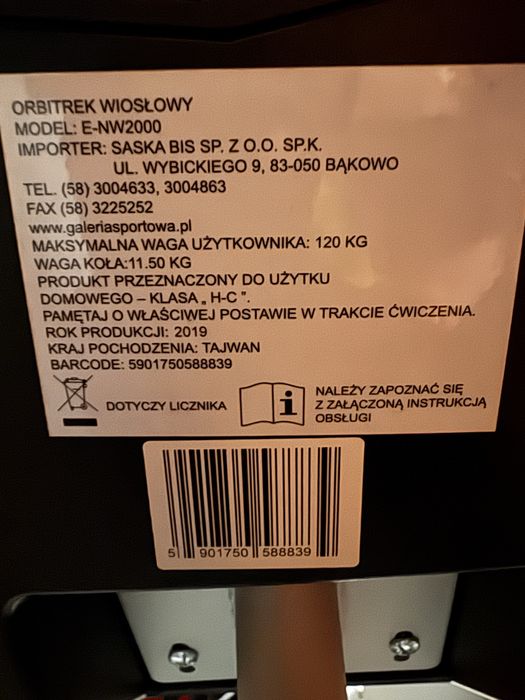 ORBITREK WIOSŁOWY
MODEL: E-NW2000
IMPORTER: SASKA BIS SP. Z O.O. SP.K.
UL. WYBICKIEGO 9, 83-050 BĄKOWO
TEL. (58) 3004633, 3004863
FAX (58) 3225252
www.galeriasportowa.pl
MAKSYMALNA WAGA UŻYTKOWNIKA: 120 KG
WAGA KOŁA:11.50 KG
PRODUKT PRZEZNACZONY DO UŻYTKU
DOMOWEGO – KLASA „ H-C ”.
PAMĘTAJ O WŁAŚCIWEJ POSTAWIE W TRAKCIE ĆWICZENIA.
ROK PRODUKCJI: 2019
KRAJ POCHODZENIA: TAJWAN
BARCODE: 5901750588839
DOTYCZY LICZNIKA
NALEŻY ZAPOZNAĆ SIĘ
Z ZAŁĄCZONĄ INSTRUKCJĄ
OBSŁUGI
5 901750 588839